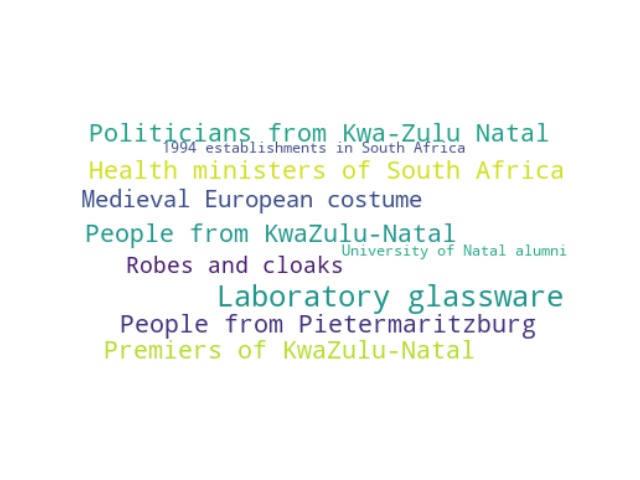 Politicians from Kwa-Zulu Natal
1994 establishments in South Africa
Health ministers of South Africa
Medieval European costume
People from KwaZulu-Natal
University of Natal alumni
Robes and cloaks
Laboratory glassware
People from Pietermaritzburg
Premiers of KwaZulu-Natal